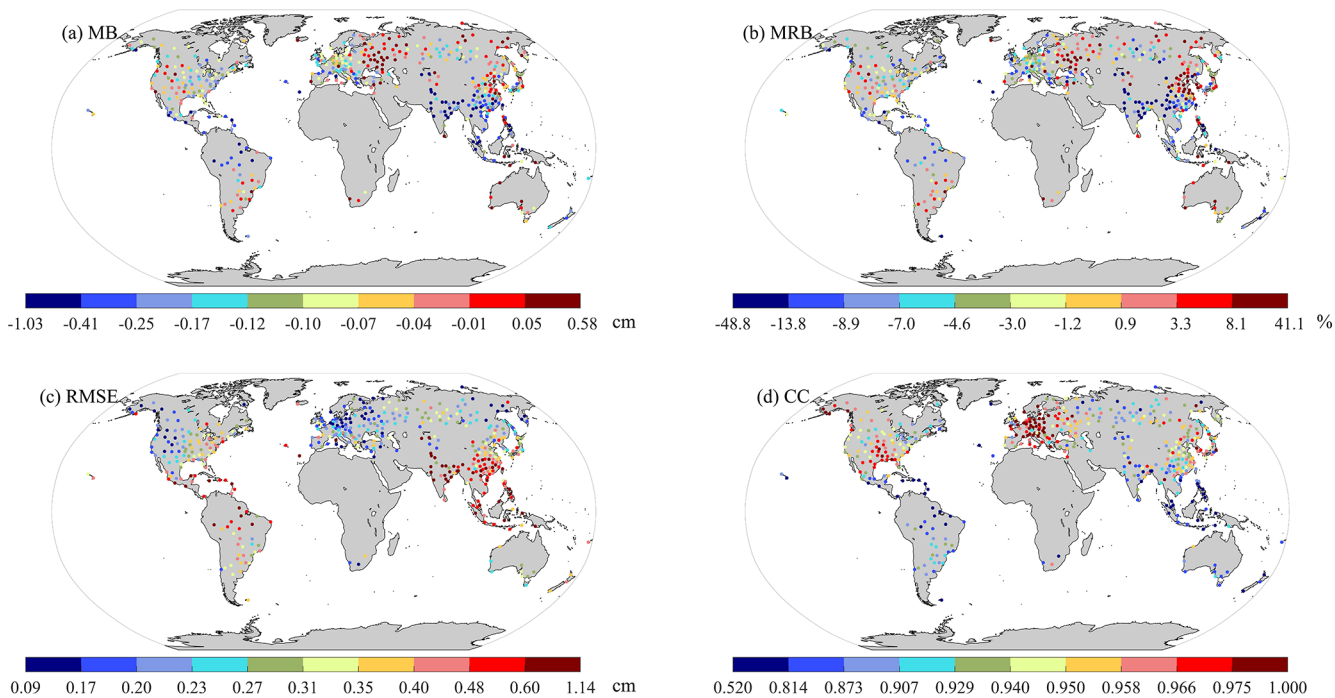 (a) MB
(b) MRB
-1.03 -0.41 -0.25 -0.17 -0.12 -0.10 -0.07 -0.04 -0.01 0.05 0.58 cm
-48.8 -13.8 -8.9 -7.0 -4.6 -3.0 -1.2 0.9 3.3 8.1 41.1 %
(c) RMSE
(d) CC
0.09 0.17 0.20 0.23 0.27 0.31 0.35 0.40 0.48 0.60 1.14 cm
0.520 0.814 0.873 0.907 0.929 0.940 0.950 0.958 0.966 0.975 1.000